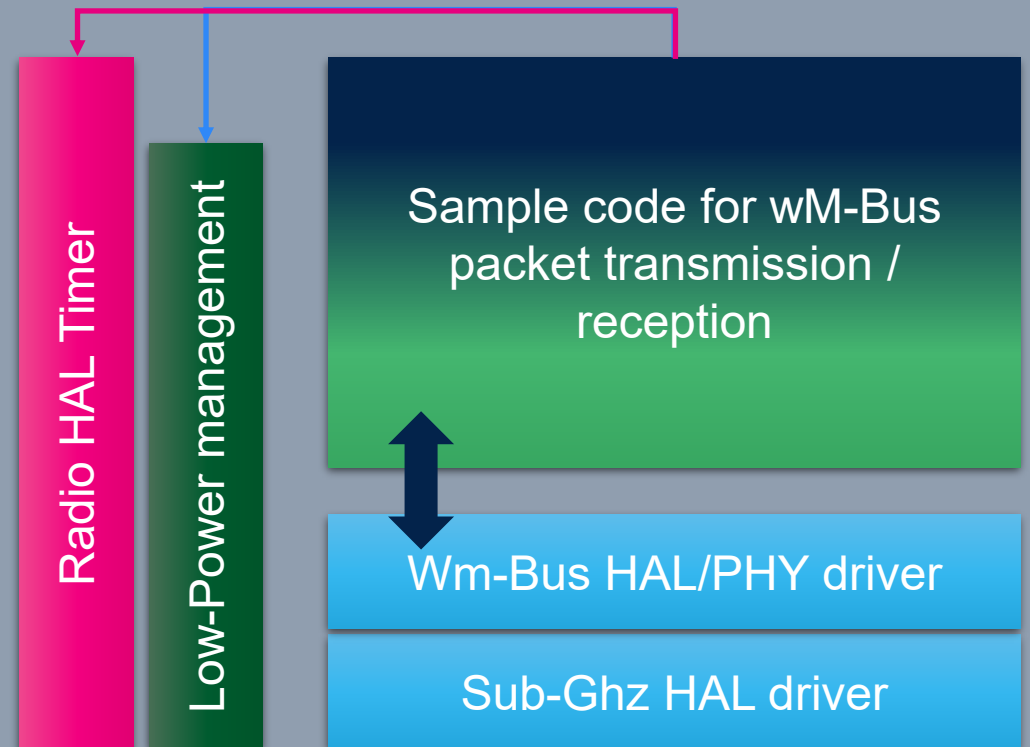 Radio HAL Timer
Low-Power management
Sample code for wM-Bus
packet transmission /
reception
Wm-Bus HAL/PHY driver
Sub-Ghz HAL driver